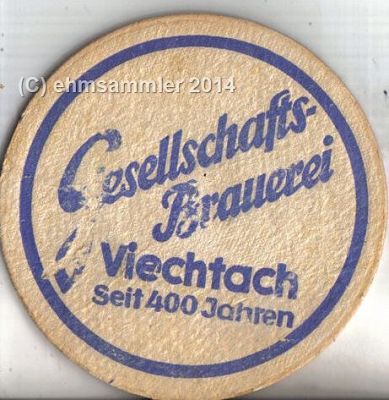 (C) ehmsammler 2014
Gesellschafts-
Brauerei
Viechtach
Seit 400 Jahren